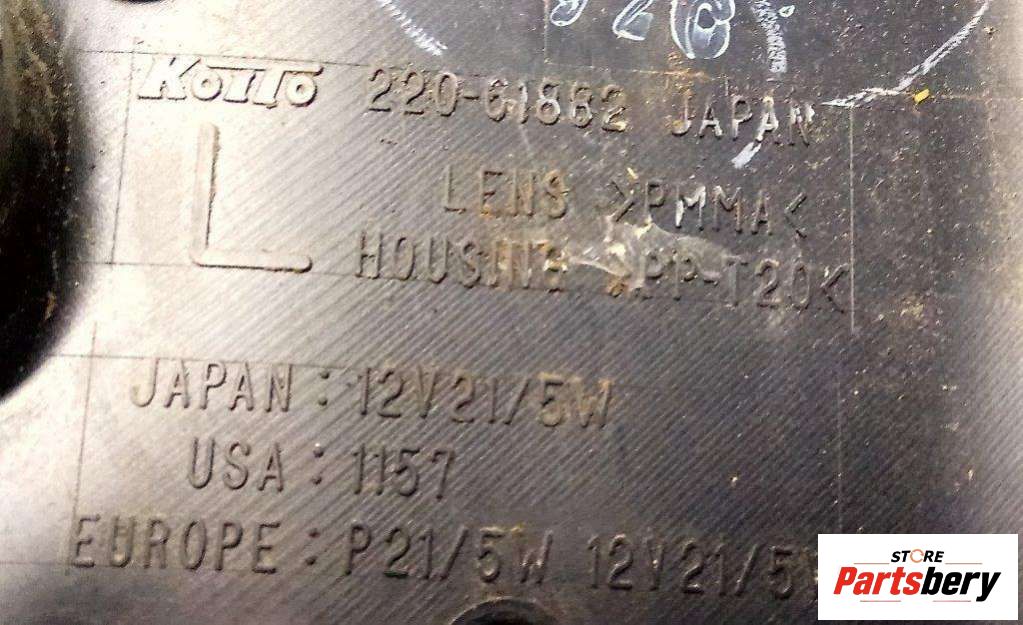 KOITO 220-61882 JAPAN
L
LENS >PMMA<
HOUSING >PP-T20<
JAPAN : 12V21/5W
USA : 1157
EUROPE : P21/5W 12V21/5W
STORE
Partsbery